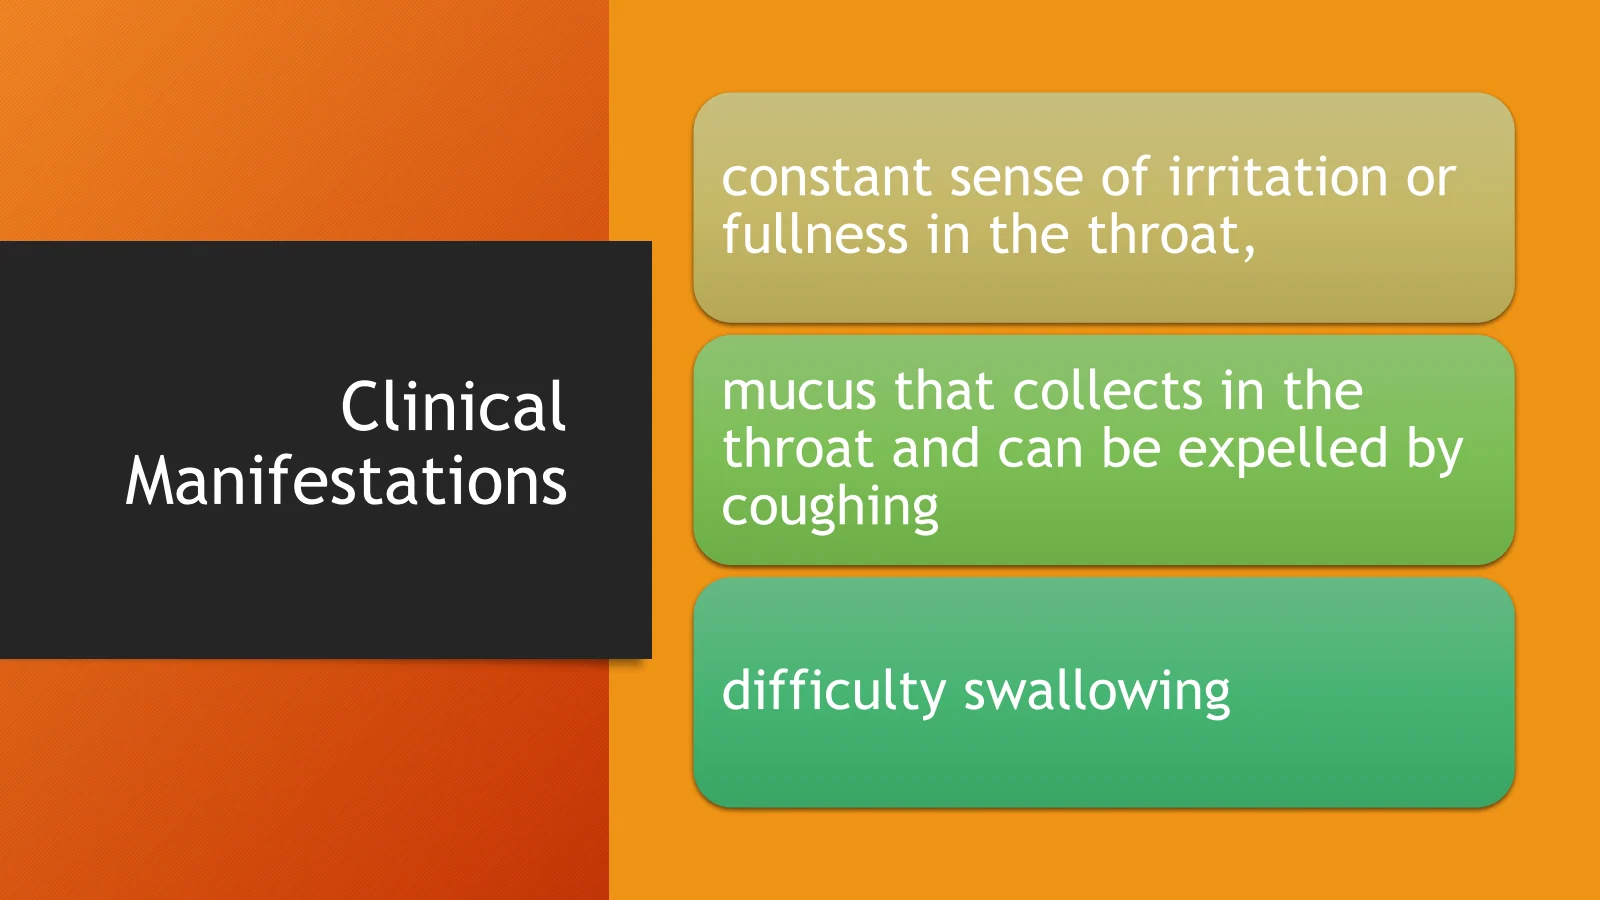 Clinical
Manifestations
constant sense of irritation or
fullness in the throat,
mucus that collects in the
throat and can be expelled by
coughing
difficulty swallowing